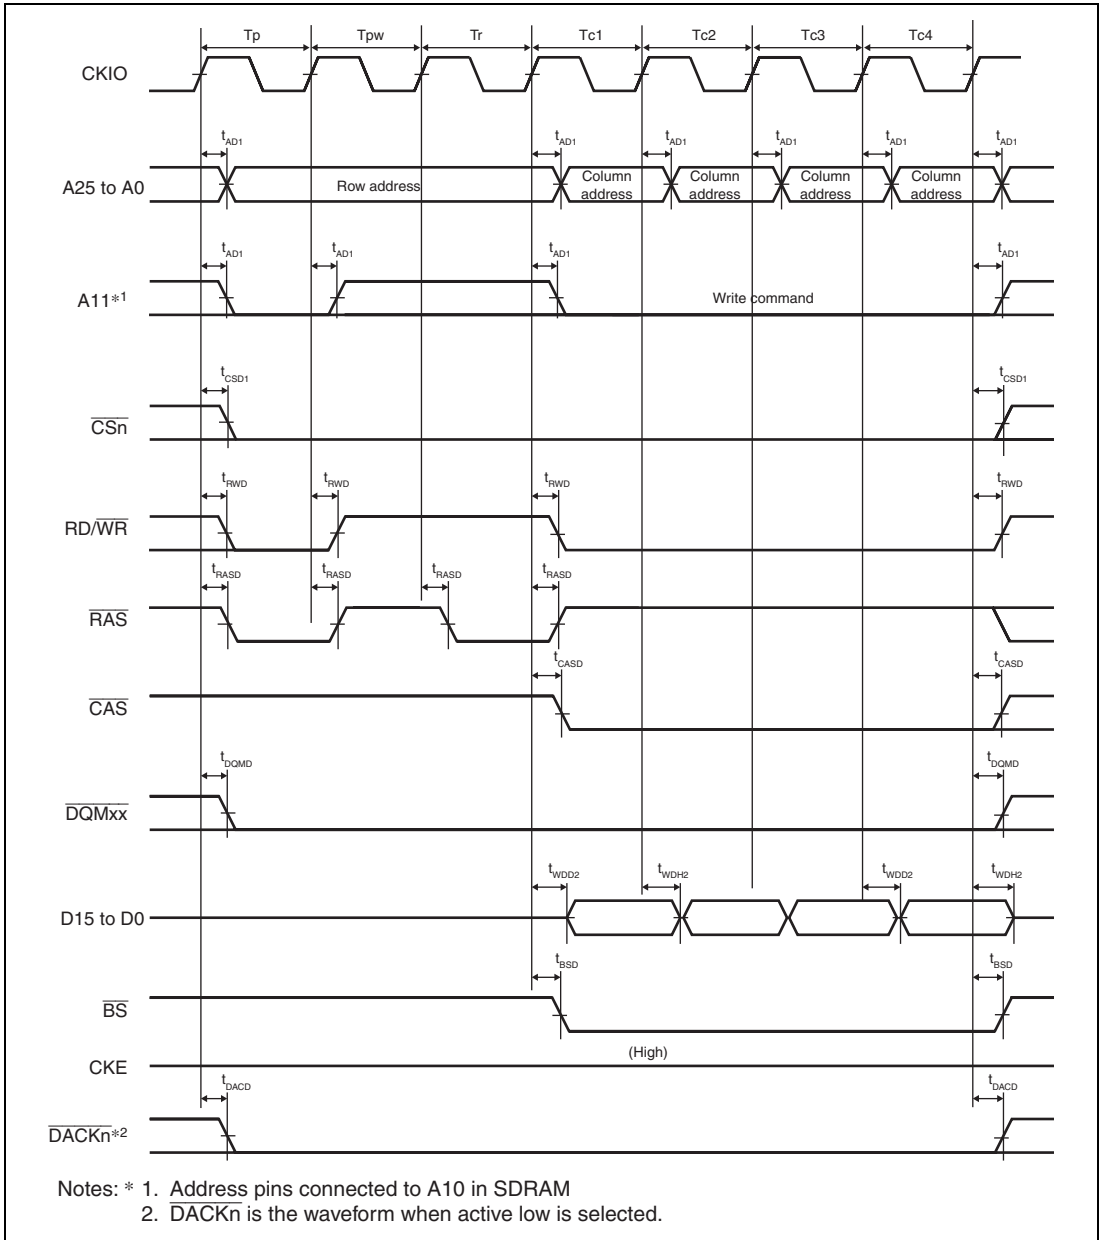 Tp Tpw Tr Tc1 Tc2 Tc3 Tc4
CKIO
tAD1 tAD1 tAD1 tAD1 tAD1 tAD1
A25 to A0 Row address Column address Column address Column address Column address
tAD1 tAD1 tAD1 tAD1
A11*1 Write command
tCSD1 tCSD1
CSn
tRWD tRWD tRWD tRWD
RD/WR
tRASD tRASD tRASD tRASD
RAS
tCASD tCASD
CAS
tDQMD tDQMD
DQMxx
tWDD2 tWDH2 tWDD2 tWDH2
D15 to D0
tBSD tBSD
BS
(High)
CKE
tDACD tDACD
DACKn*2
Notes: * 1. Address pins connected to A10 in SDRAM
2. DACKn is the waveform when active low is selected.